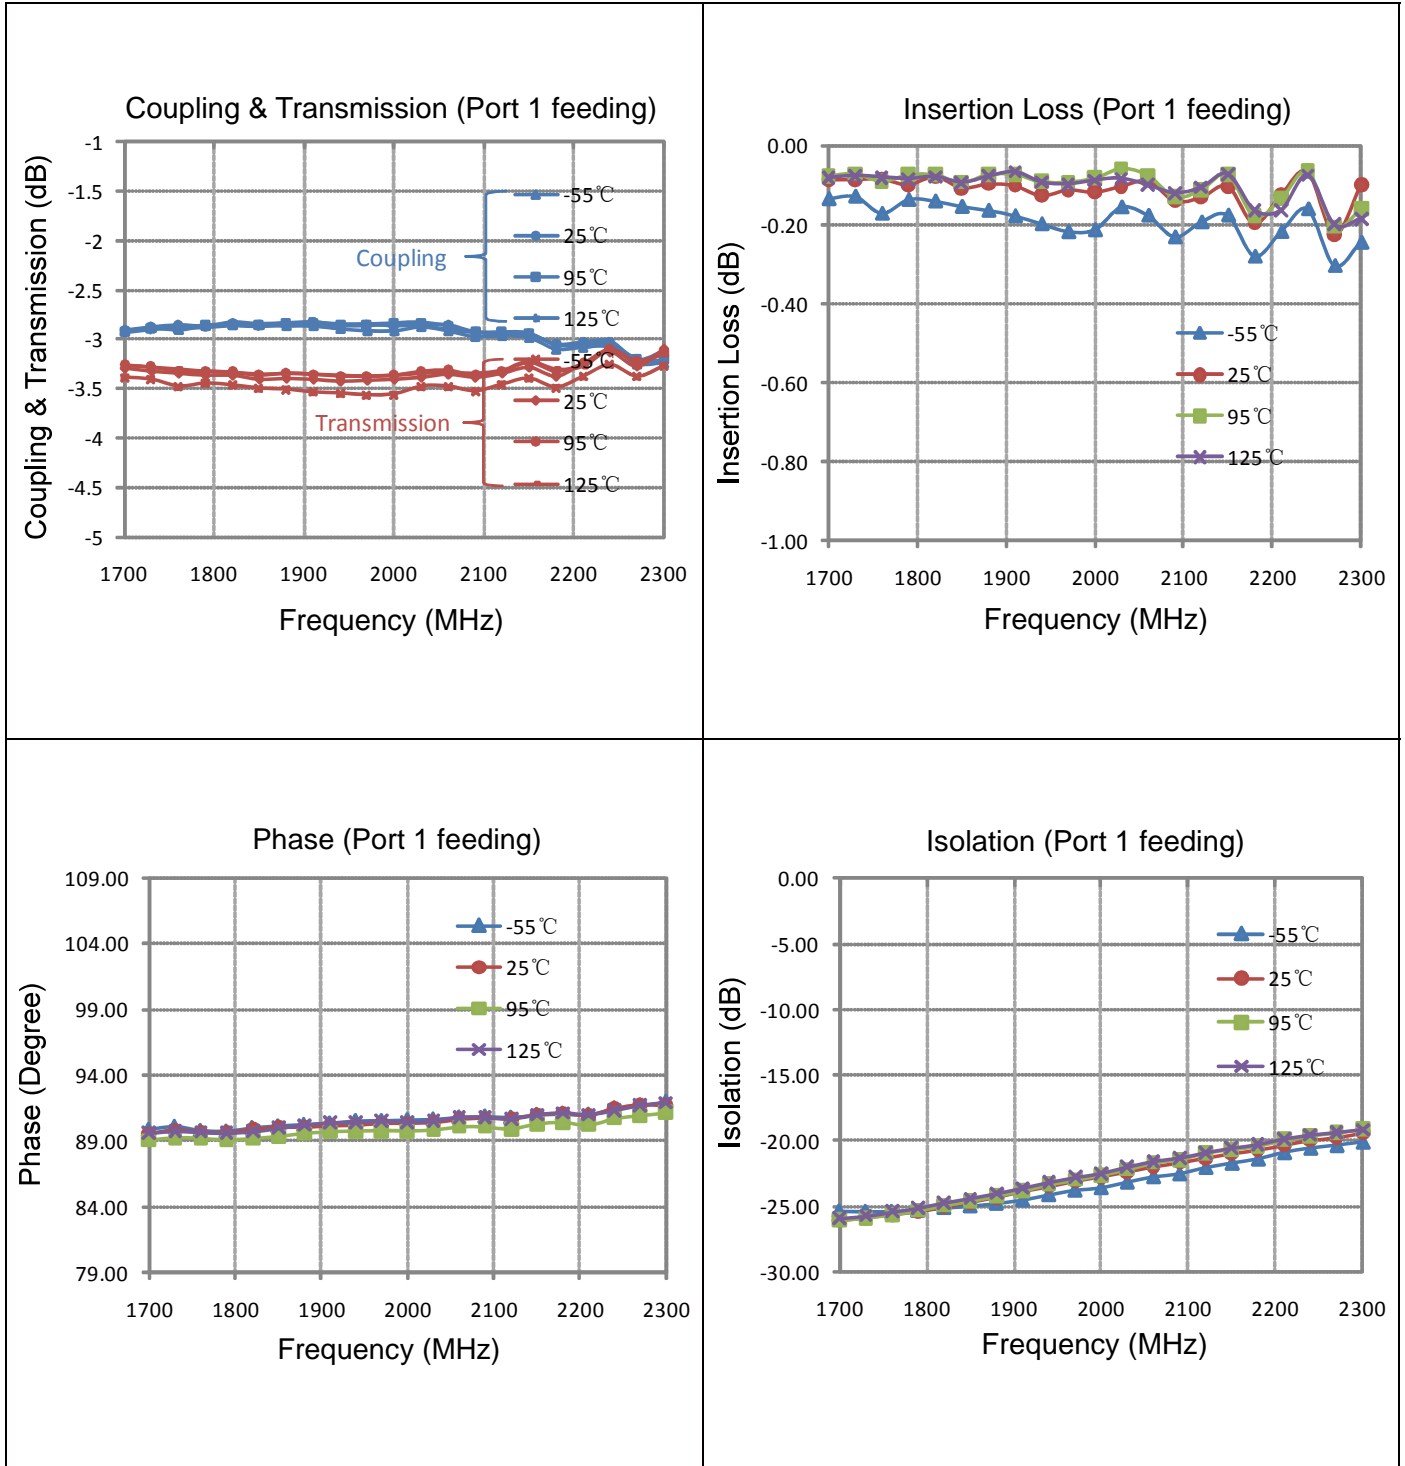 Coupling & Transmission (Port 1 feeding)
Coupling & Transmission (dB)
-1
-1.5
-2
-2.5
-3
-3.5
-4
-4.5
-5
Coupling
Transmission
-55℃
25℃
95℃
125℃
-55℃
25℃
95℃
125℃
1700 1800 1900 2000 2100 2200 2300
Frequency (MHz)
Insertion Loss (Port 1 feeding)
Insertion Loss (dB)
0.00
-0.20
-0.40
-0.60
-0.80
-1.00
-55℃
25℃
95℃
125℃
1700 1800 1900 2000 2100 2200 2300
Frequency (MHz)
Phase (Port 1 feeding)
Phase (Degree)
109.00
104.00
99.00
94.00
89.00
84.00
79.00
-55℃
25℃
95℃
125℃
1700 1800 1900 2000 2100 2200 2300
Frequency (MHz)
Isolation (Port 1 feeding)
Isolation (dB)
0.00
-5.00
-10.00
-15.00
-20.00
-25.00
-30.00
-55℃
25℃
95℃
125℃
1700 1800 1900 2000 2100 2200 2300
Frequency (MHz)